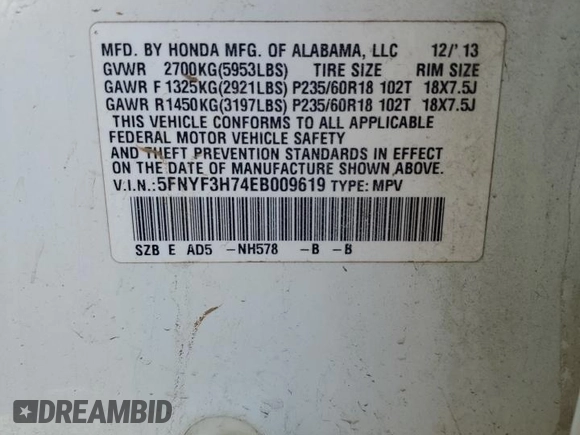 MFD. BY HONDA MFG. OF ALABAMA, LLC 12/'13
GVWR 2700KG(5953LBS) TIRE SIZE RIM SIZE
GAWR F 1325KG(2921LBS) P235/60R18 102T 18X7.5J
GAWR R1450KG(3197LBS) P235/60R18 102T 18X7.5J
THIS VEHICLE CONFORMS TO ALL APPLICABLE
FEDERAL MOTOR VEHICLE SAFETY
AND THEFT PREVENTION STANDARDS IN EFFECT
ON THE DATE OF MANUFACTURE SHOWN ABOVE.
V.I.N.:5FNYF3H74EB009619 TYPE: MPV
SZB E AD5 -NH578 -B -B
DREAMBID